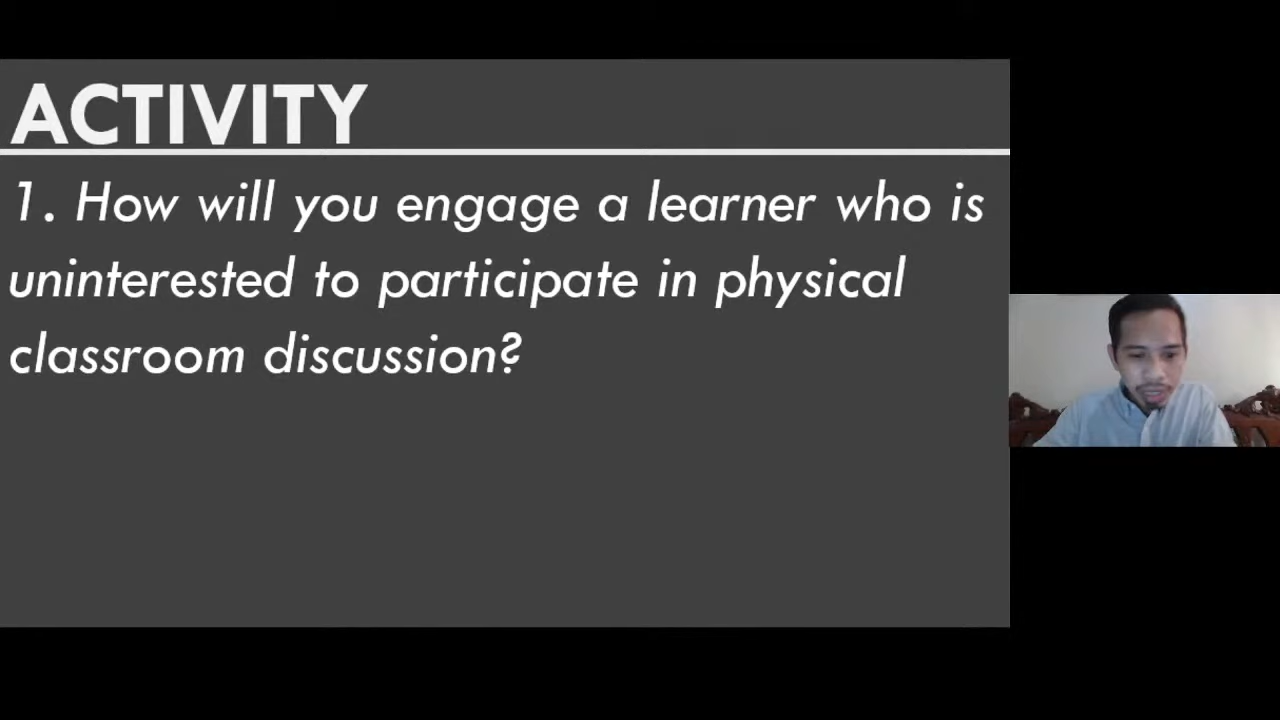 ACTIVITY
1. How will you engage a learner who is
uninterested to participate in physical
classroom discussion?